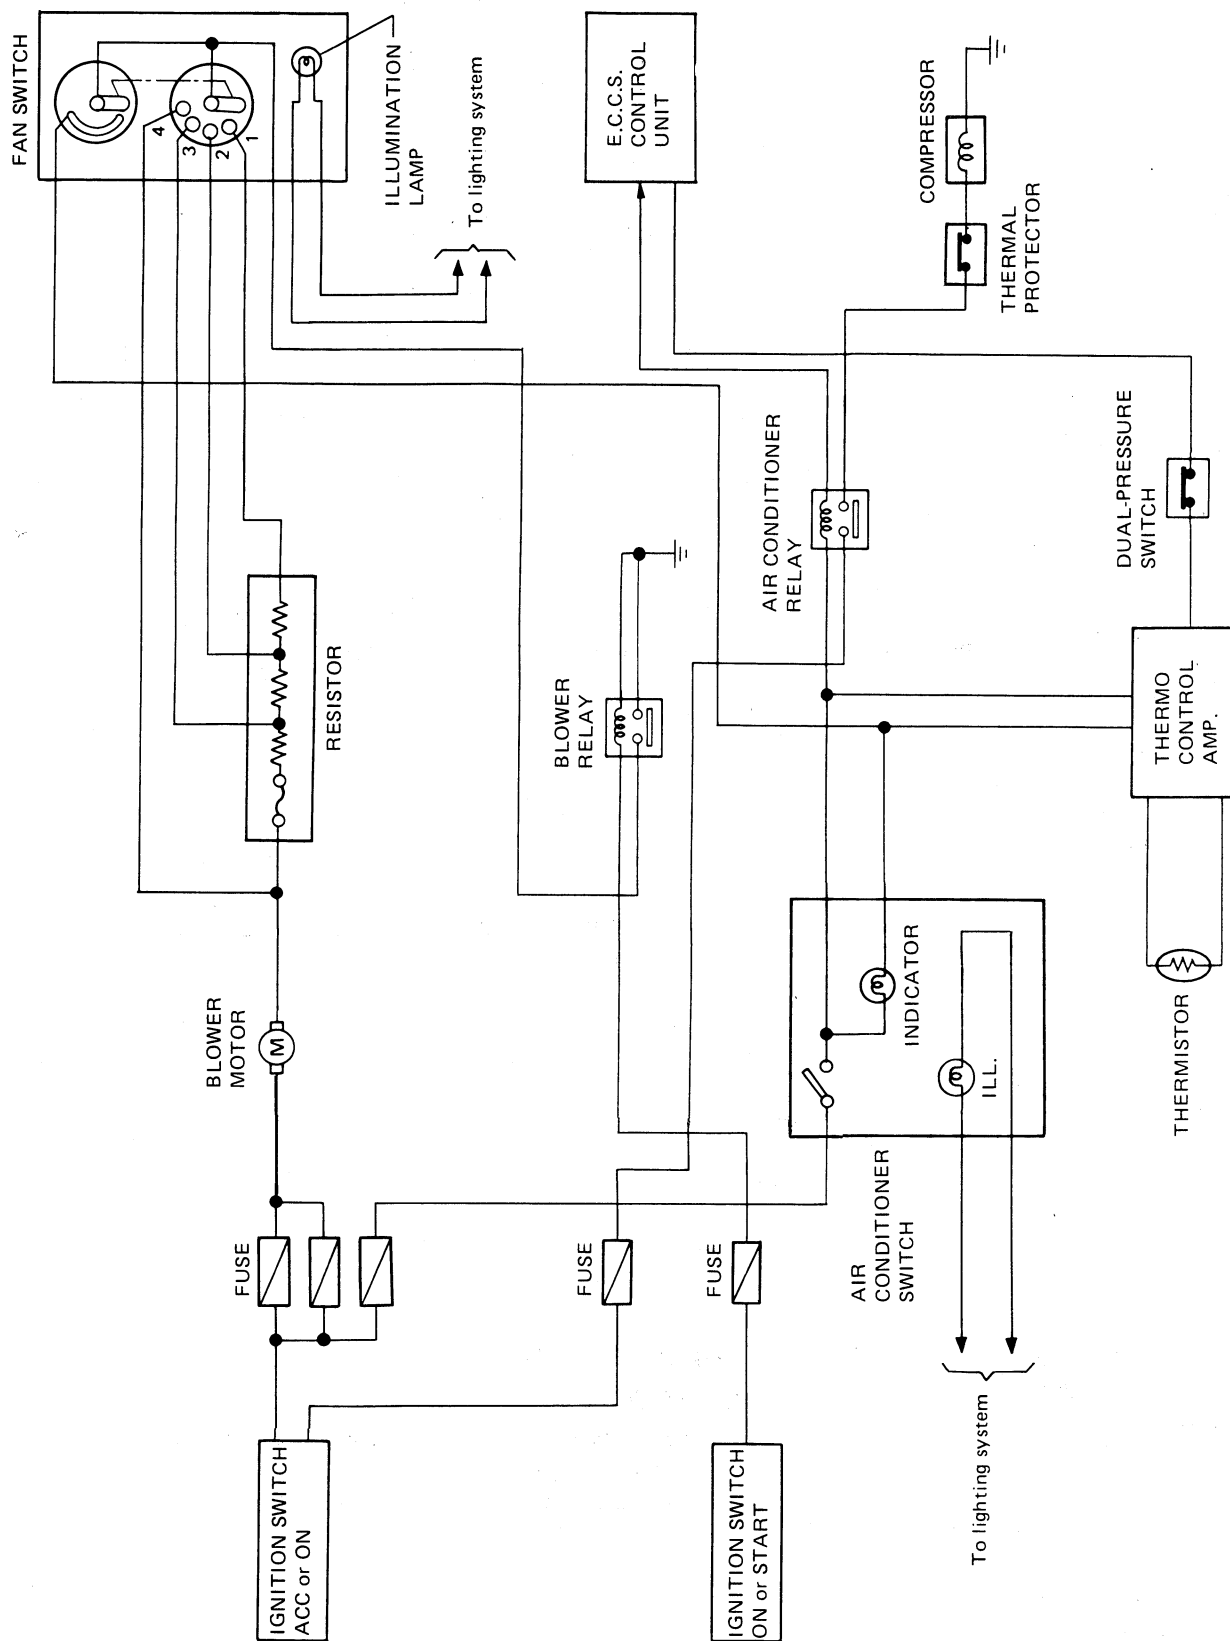 IGNITION SWITCH
ACC or ON
FUSE
BLOWER
MOTOR
RESISTOR
FAN SWITCH
4
3
2
1
ILLUMINATION
LAMP
To lighting system
IGNITION SWITCH
ON or START
FUSE
FUSE
BLOWER
RELAY
E.C.C.S.
CONTROL
UNIT
AIR CONDITIONER
RELAY
COMPRESSOR
THERMAL
PROTECTOR
AIR
CONDITIONER
SWITCH
INDICATOR
ILL.
To lighting system
DUAL-PRESSURE
SWITCH
THERMO
CONTROL
AMP.
THERMISTOR
M